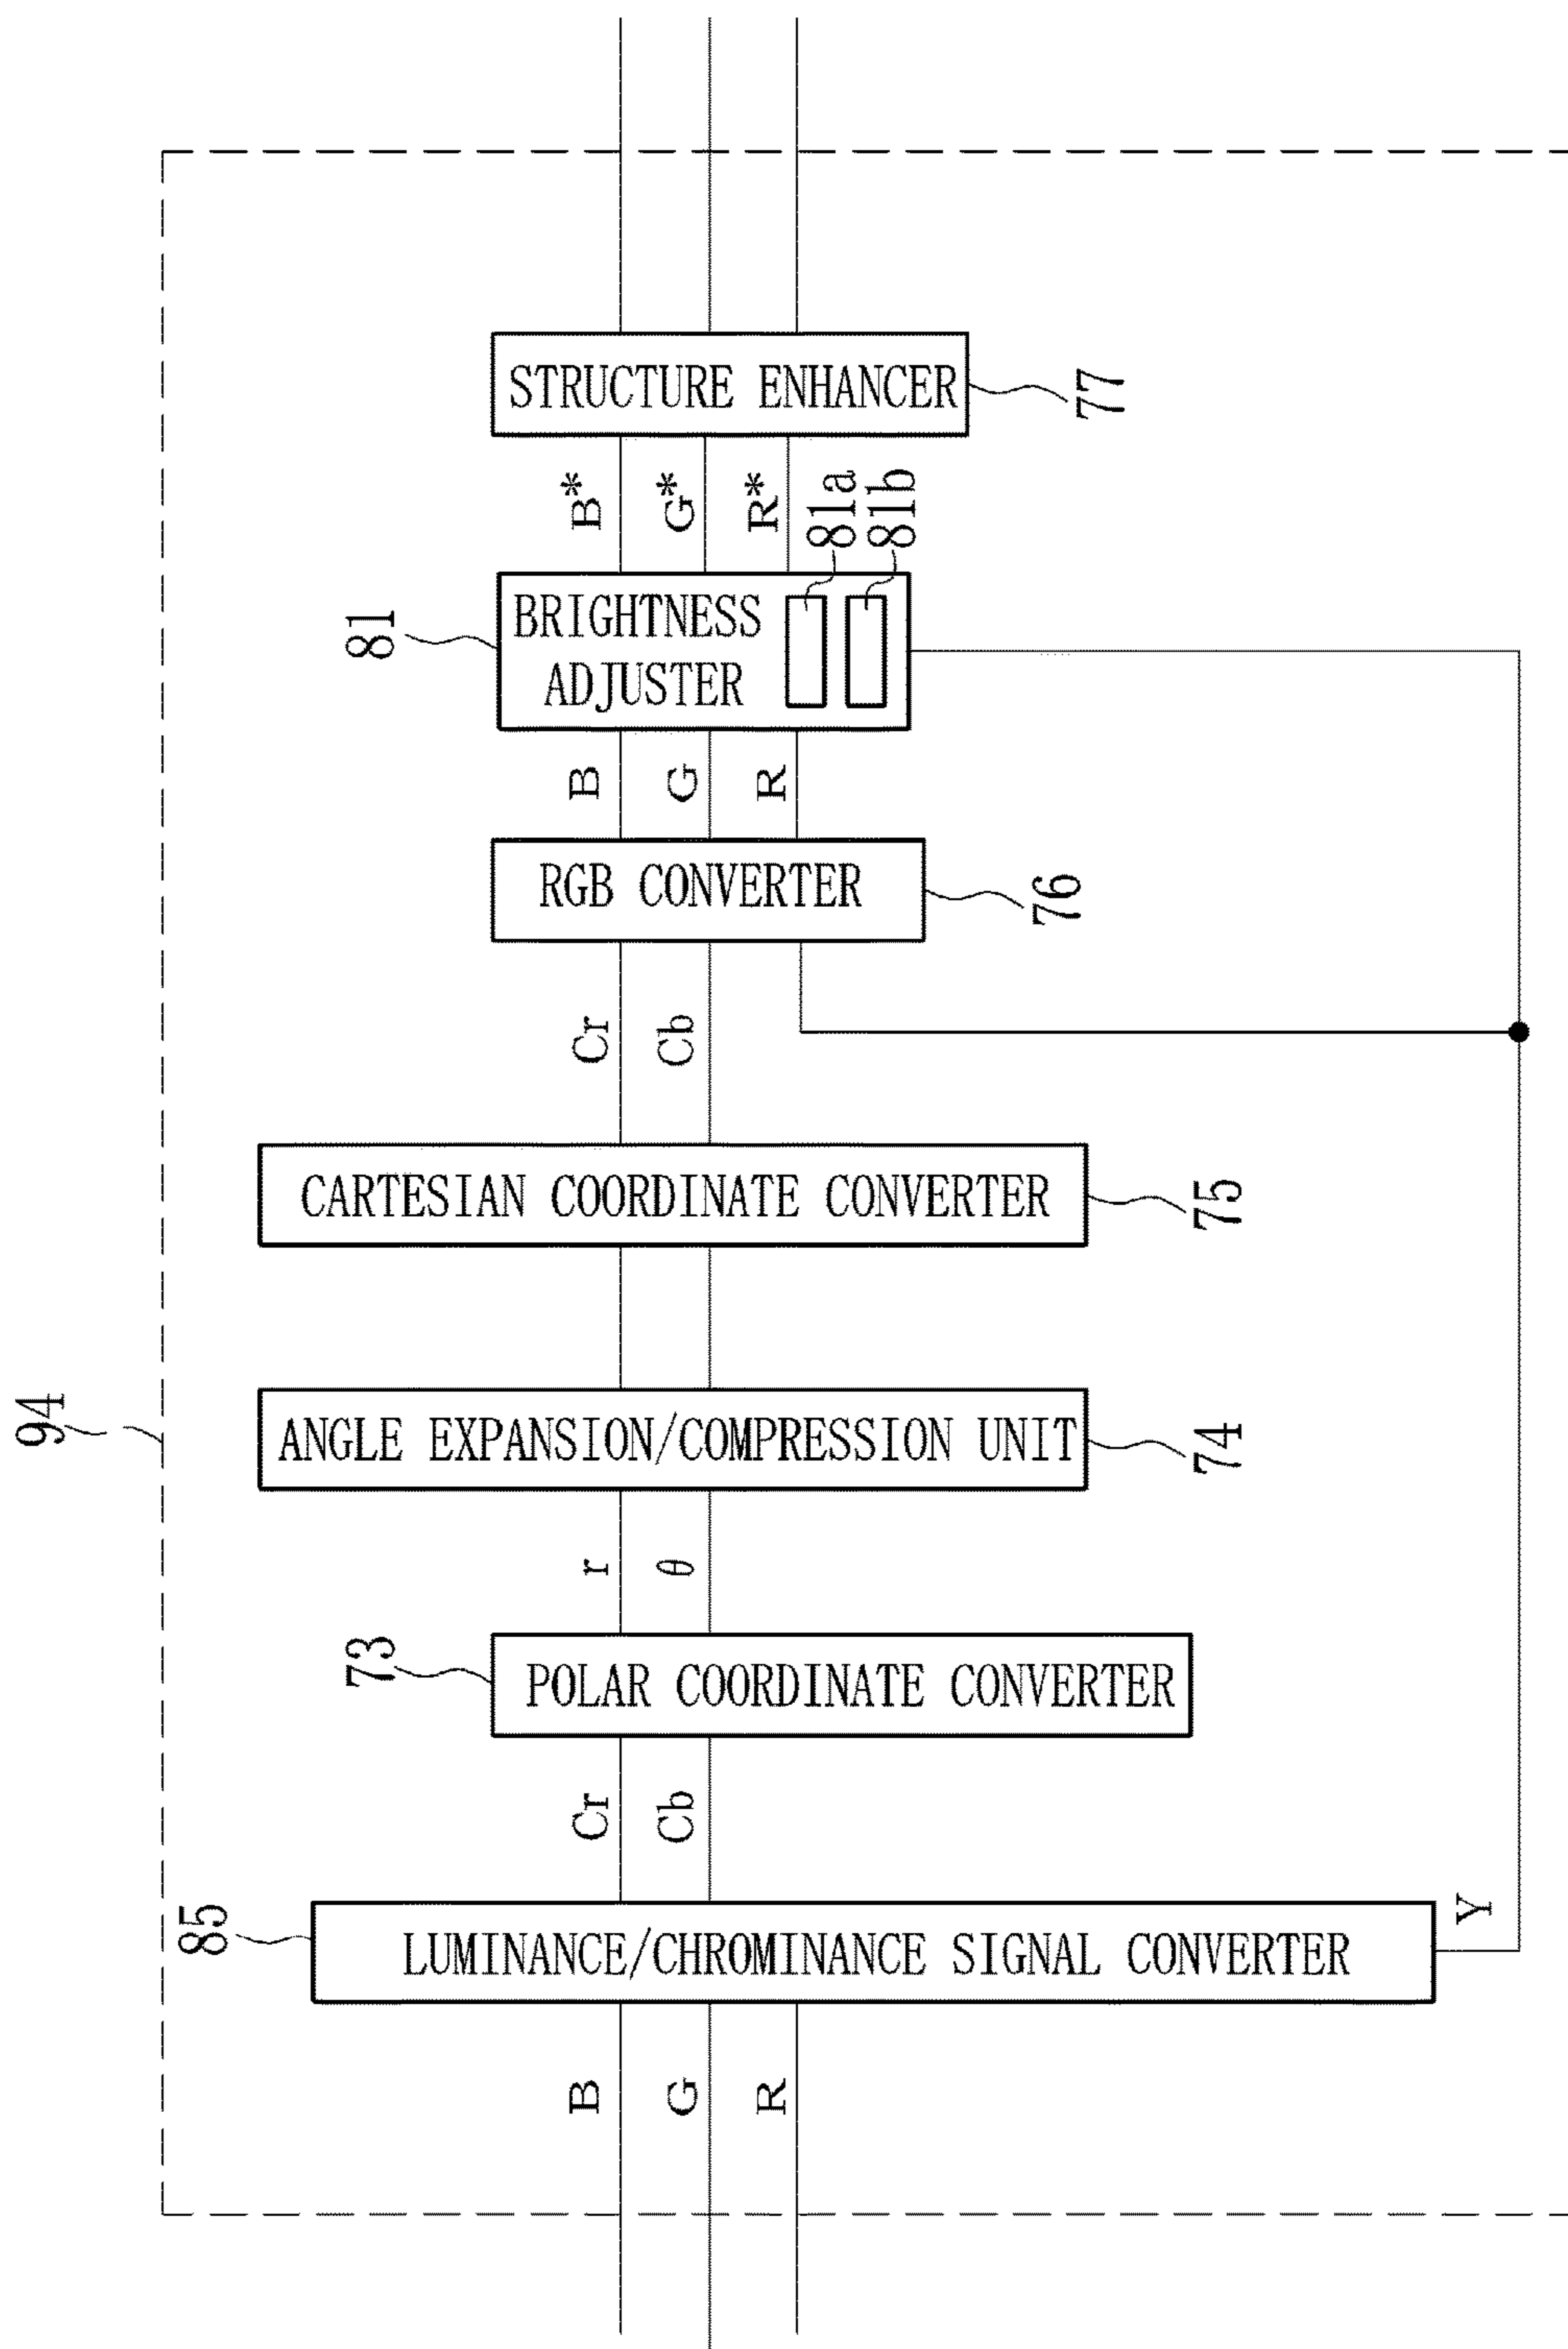 94
B
G
R
85
LUMINANCE/CHROMINANCE SIGNAL CONVERTER
Y
Cr
Cb
73
POLAR COORDINATE CONVERTER
r
θ
ANGLE EXPANSION/COMPRESSION UNIT
74
CARTESIAN COORDINATE CONVERTER
75
Cr
Cb
RGB CONVERTER
76
B
G
R
81
BRIGHTNESS
ADJUSTER
81a
81b
B*
G*
R*
STRUCTURE ENHANCER
77